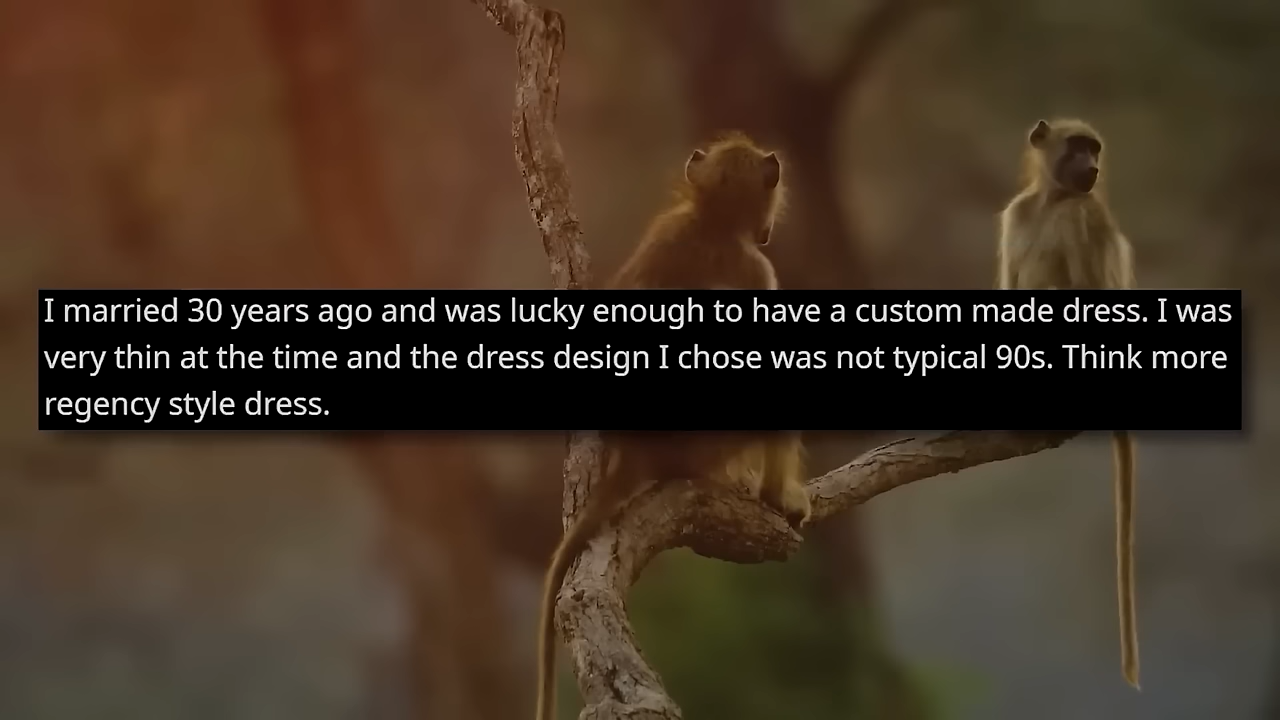 I married 30 years ago and was lucky enough to have a custom made dress. I was
very thin at the time and the dress design I chose was not typical 90s. Think more
regency style dress.